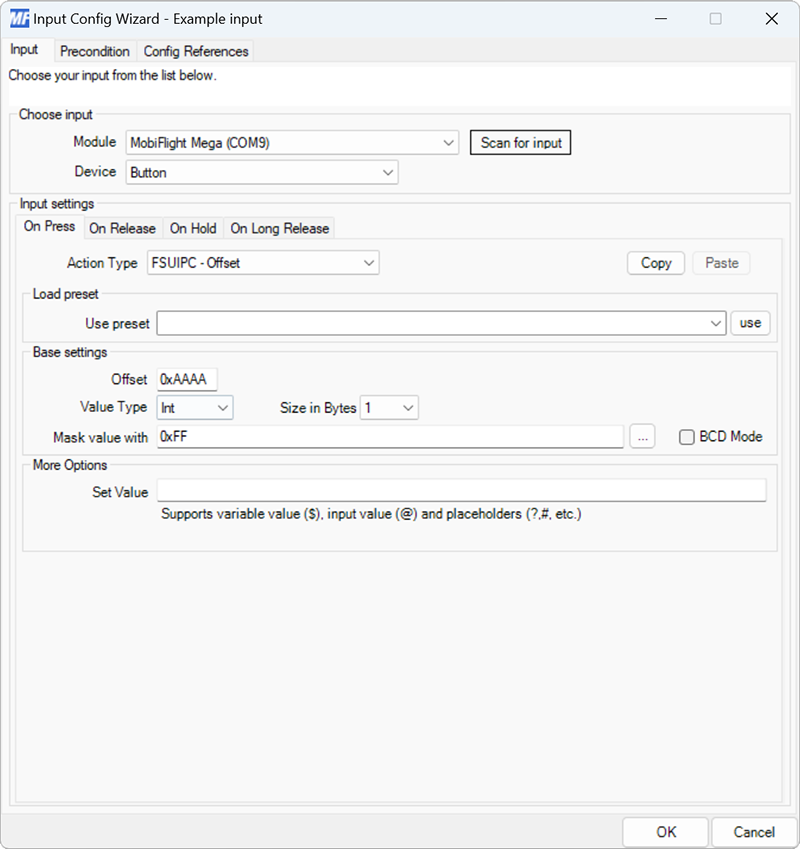 MF Input Config Wizard - Example input
Input Precondition Config References
Choose your input from the list below.
Choose input
Module MobiFlight Mega (COM9) Scan for input
Device Button
Input settings
On Press On Release On Hold On Long Release
Action Type FSUIPC - Offset Copy Paste
Load preset
Use preset use
Base settings
Offset 0xAAAA
Value Type Int Size in Bytes 1
Mask value with 0xFF ... BCD Mode
More Options
Set Value
Supports variable value ($), input value (@) and placeholders (?,#, etc.)
OK Cancel